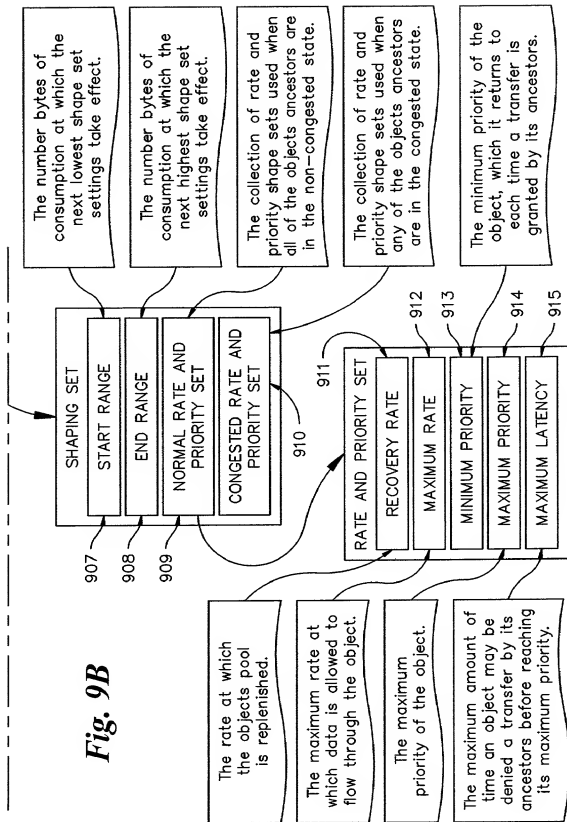 The number bytes of
consumption at which the
next lowest shape set
settings take effect.
The number bytes of
consumption at which the
next highest shape set
settings take effect.
The collection of rate and
priority shape sets used when
all of the objects ancestors are
in the non-congested state.
The collection of rate and
priority shape sets used when
any of the objects ancestors
are in the congested state.
The minimum priority of the
object, which it returns to
each time a transfer is
granted by its ancestors.
SHAPING SET
START RANGE
END RANGE
NORMAL RATE AND
PRIORITY SET
CONGESTED RATE AND
PRIORITY SET
907
908
909
910
RATE AND PRIORITY SET
RECOVERY RATE
MAXIMUM RATE
MINIMUM PRIORITY
MAXIMUM PRIORITY
MAXIMUM LATENCY
911
912
913
914
915
Fig. 9B
The rate at which
the objects pool
is replenished.
The maximum rate at
which data is allowed to
flow through the object.
The maximum
priority of the object.
The maximum amount of
time an object may be
denied a transfer by its
ancestors before reaching
its maximum priority.